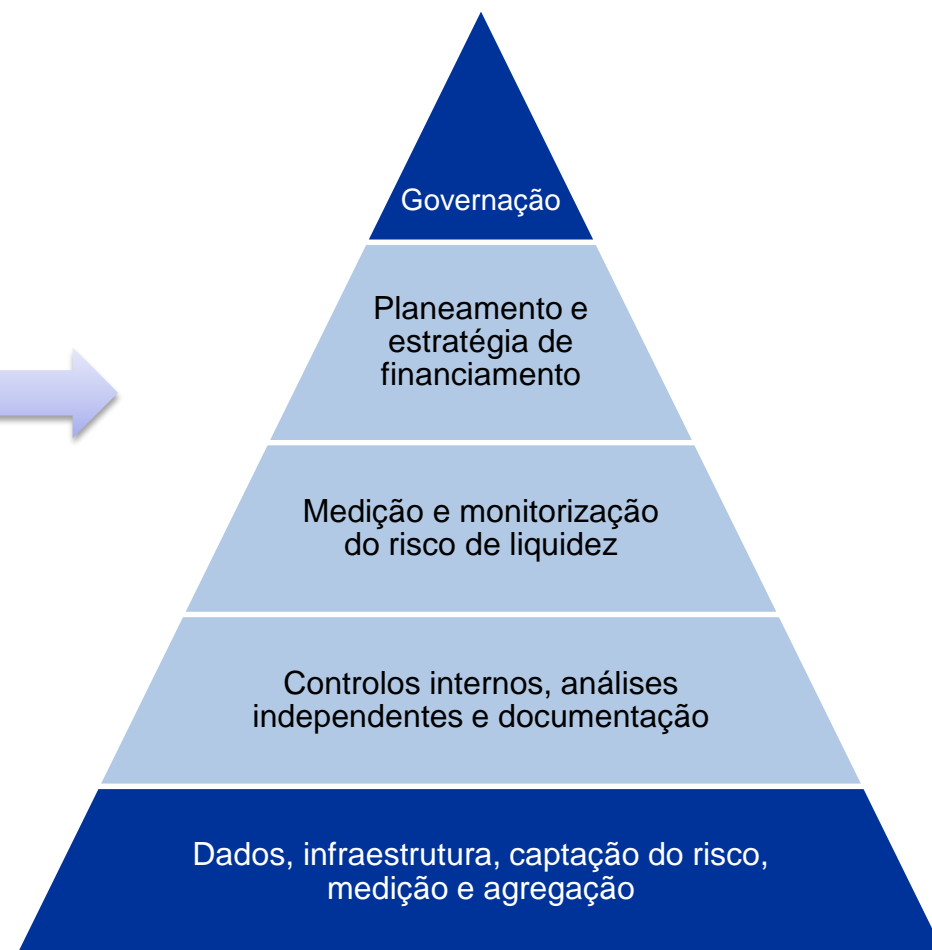 Governação
Planeamento e
estratégia de
financiamento
Medição e monitorização
do risco de liquidez
Controlos internos, análises
independentes e documentação
Dados, infraestrutura, captação do risco,
medição e agregação